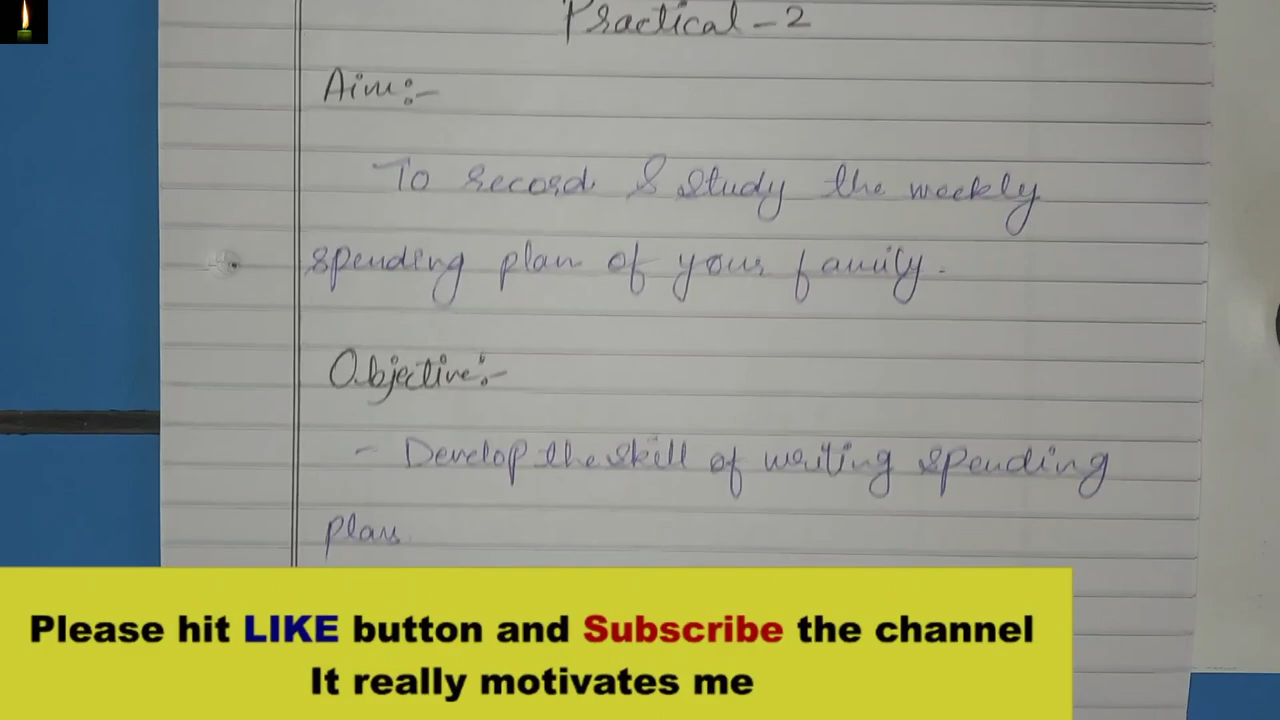 Practical - 2
Aim:-
To record & study the weekly
spending plan of your family.
Objective:-
- Develop the skill of writing spending
plan.
Please hit LIKE button and Subscribe the channel
It really motivates me